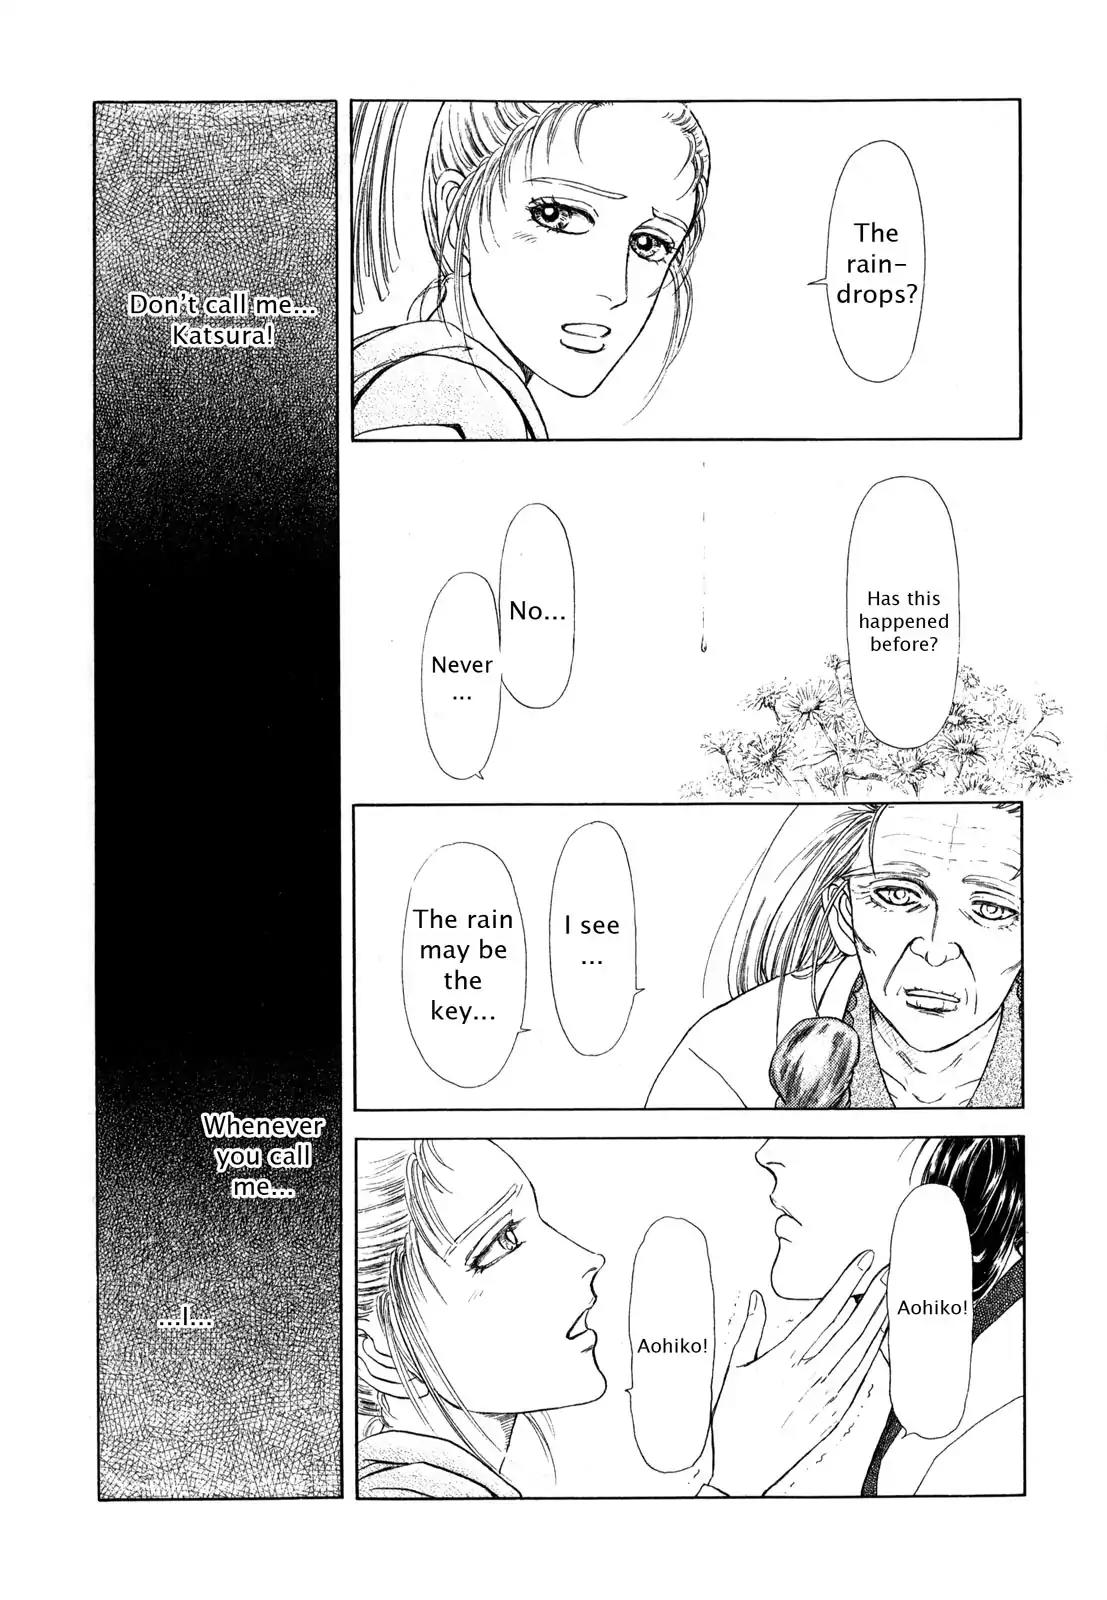 The
rain-
drops?
Has this
happened
before?
No...
Never
...
I see
...
The rain
may be
the
key...
Aohiko!
Aohiko!
Don't call me...
Katsura!
Whenever
you call
me...
...I...